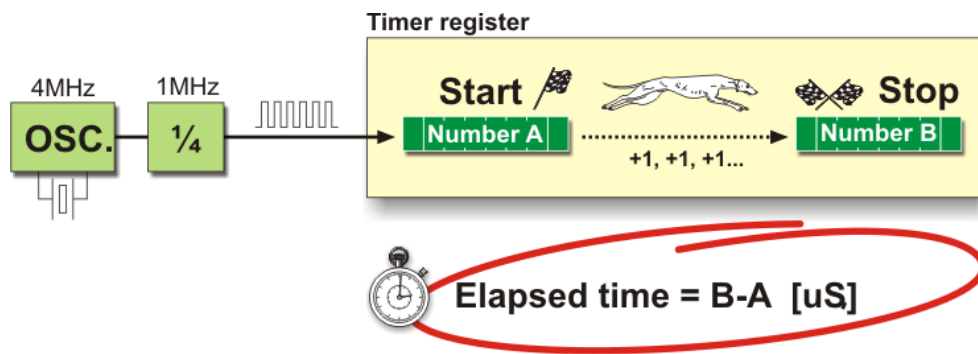 Timer register
4MHz
1MHz
Start
Stop
OSC.
¼
Number A
Number B
+1, +1, +1...
Elapsed time = B-A [uS]